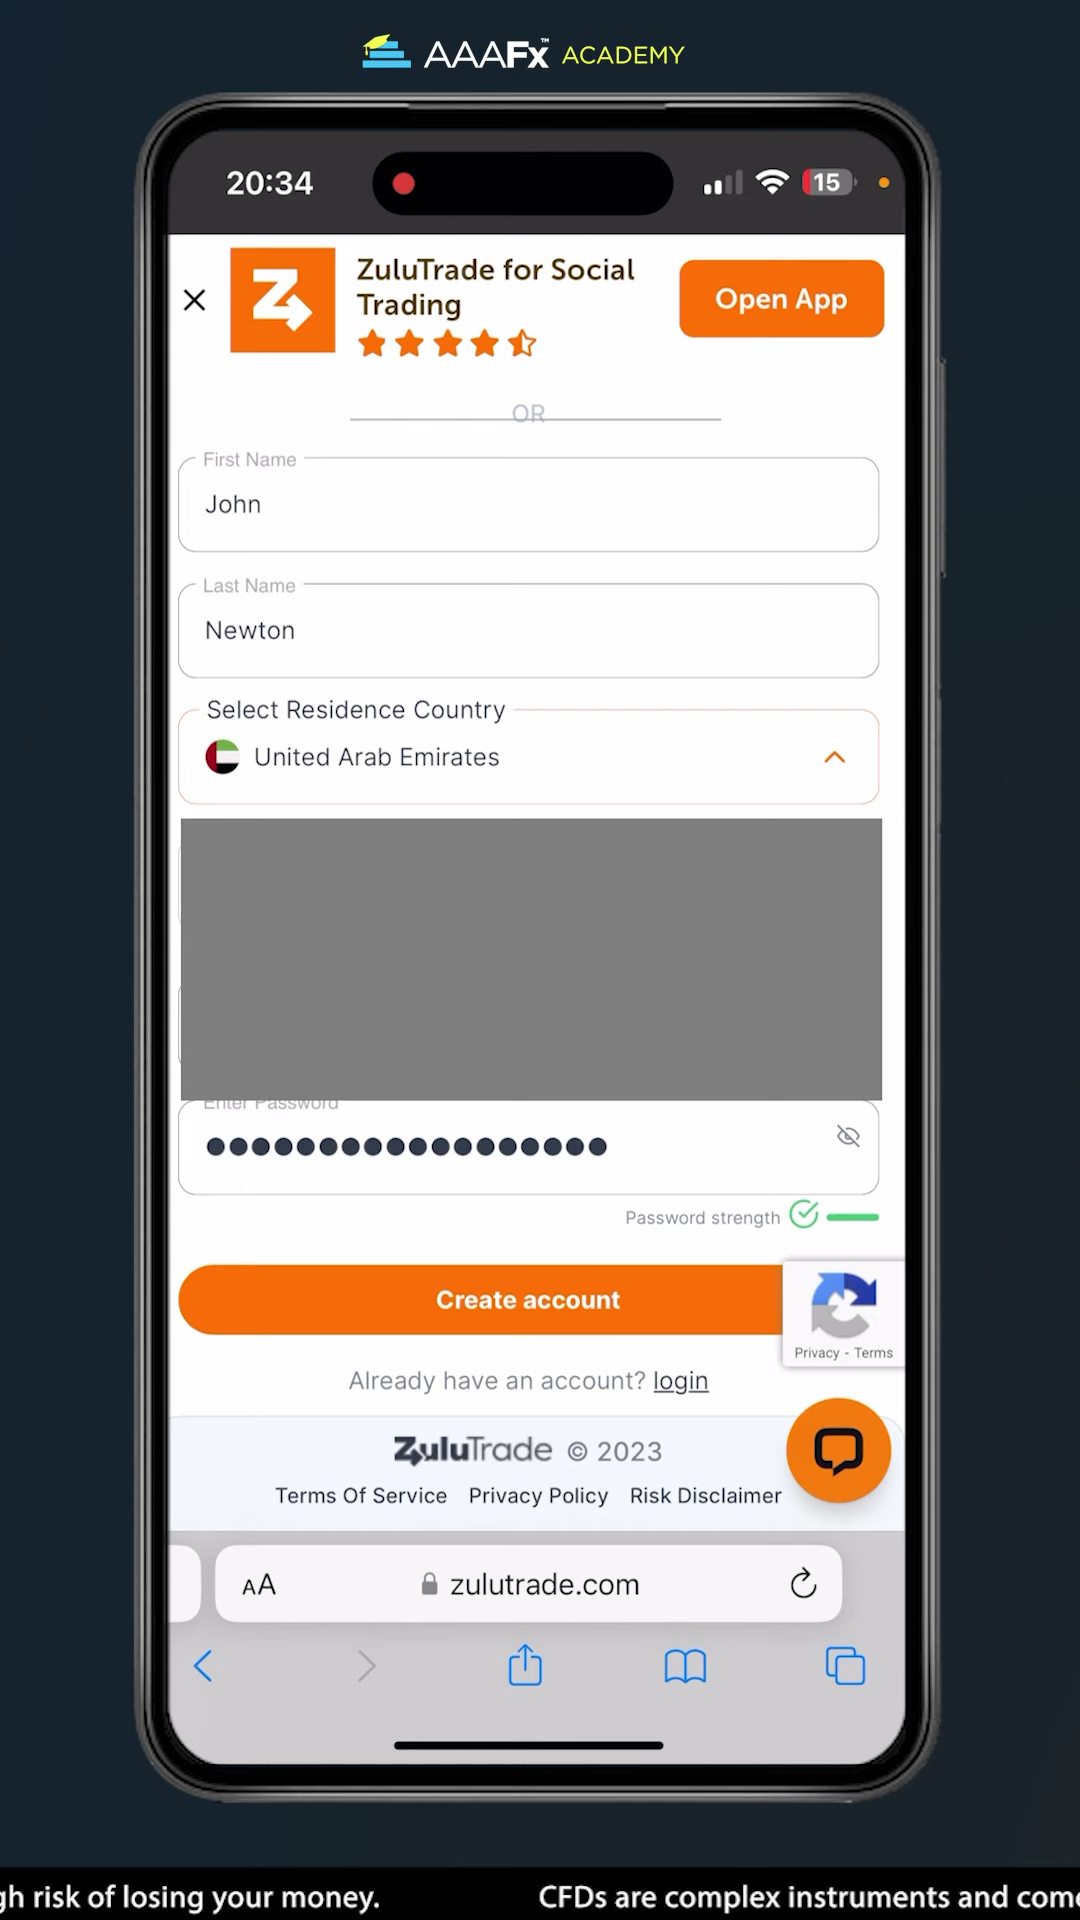 AAAFx™ ACADEMY
20:34
15
ZuluTrade for Social
Trading
Open App
OR
First Name
John
Last Name
Newton
Select Residence Country
United Arab Emirates
Enter Password
Password strength
Create account
Privacy - Terms
Already have an account? login
ZuluTrade © 2023
Terms Of Service Privacy Policy Risk Disclaimer
AA zulutrade.com
risk of losing your money. CFDs are complex instruments and